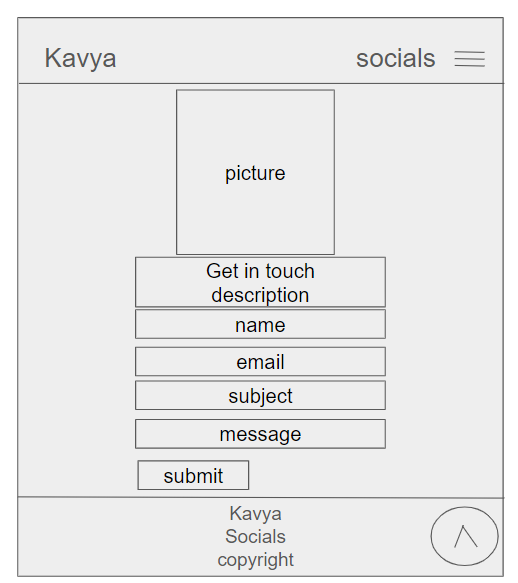 Kavya
socials
picture
Get in touch
description
name
email
subject
message
submit
Kavya
Socials
copyright